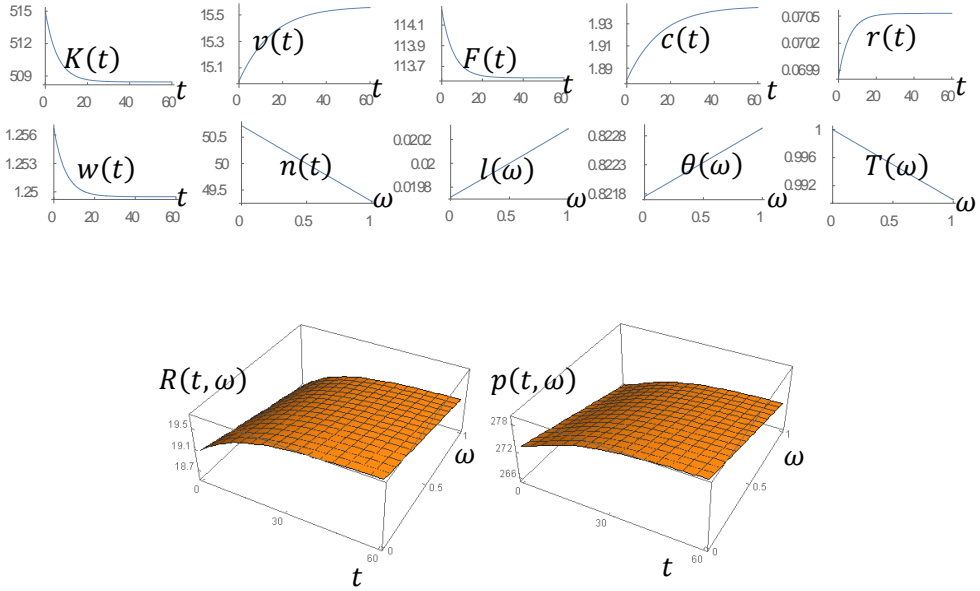 515
512
509
K(t)
0 20 40 60 t
15.5
15.3
15.1
v(t)
0 20 40 60 t
114.1
113.9
113.7
F(t)
0 20 40 60 t
1.93
1.91
1.89
c(t)
0 20 40 60 t
0.0705
0.0702
0.0699
r(t)
0 20 40 60 t
1.256
1.253
1.25
w(t)
0 20 40 60 t
50.5
50
49.5
n(t)
0 0.5 1 ω
0.0202
0.02
0.0198
l(ω)
0 0.5 1 ω
0.8228
0.8223
0.8218
θ(ω)
0 0.5 1 ω
1
0.996
0.992
T(ω)
0 0.5 1 ω
R(t, ω)
19.5
19.1
18.7
0 30 60
t
0 0.5 1
ω
p(t, ω)
278
272
266
0 30 60
t
0 0.5 1
ω